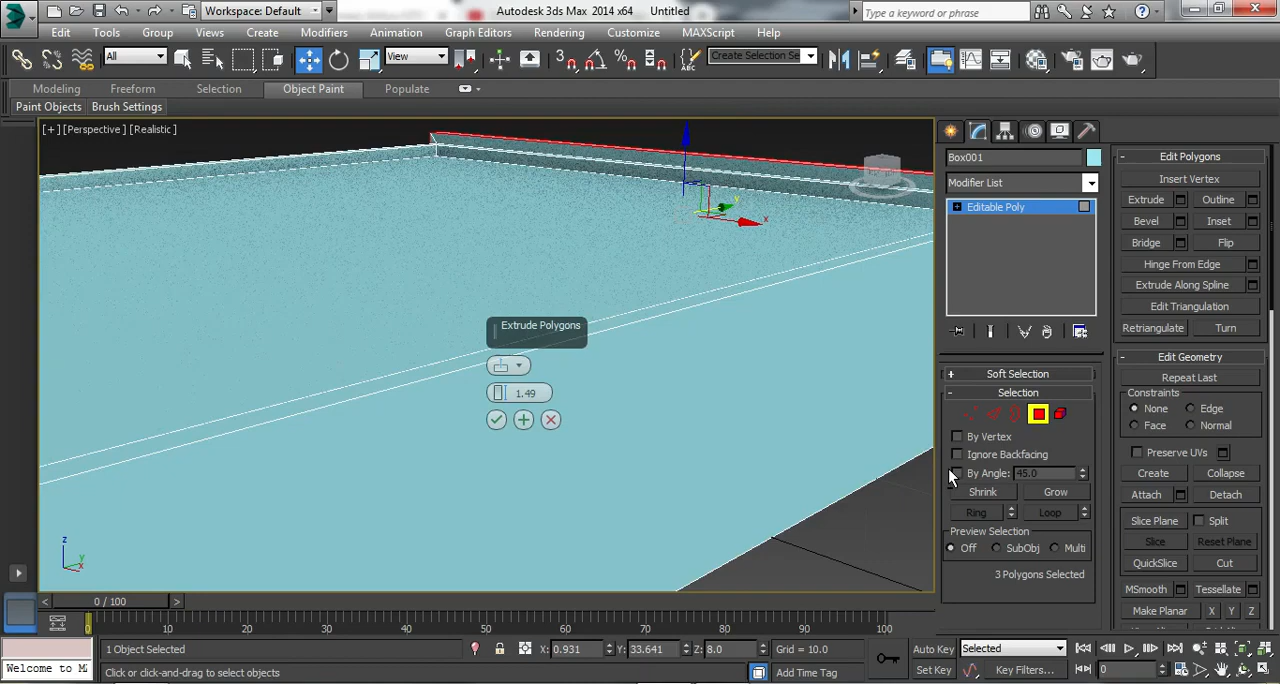 Workspace: Default
Autodesk 3ds Max 2014 x64 Untitled
Type a keyword or phrase
Edit Tools Group Views Create Modifiers Animation Graph Editors Rendering Customize MAXScript Help
All View 3 Create Selection Se
Modeling Freeform Selection Object Paint Populate
Paint Objects Brush Settings
[+] [Perspective] [Realistic]
z
y
x
Extrude Polygons
1.49
z
y
x
Box001
Modifier List
Editable Poly
Soft Selection
Selection
By Vertex
Ignore Backfacing
By Angle: 45.0
Shrink Grow
Ring Loop
Preview Selection
Off SubObj Multi
3 Polygons Selected
Edit Polygons
Insert Vertex
Extrude Outline
Bevel Inset
Bridge Flip
Hinge From Edge
Extrude Along Spline
Edit Triangulation
Retriangulate Turn
Edit Geometry
Repeat Last
Constraints
None Edge
Face Normal
Preserve UVs
Create Collapse
Attach Detach
Slice Plane Split
Slice Reset Plane
QuickSlice Cut
MSmooth Tessellate
Make Planar X Y Z
0 / 100
0 10 20 30 40 50 60 70 80 90 100
1 Object Selected X: 0.931 Y: 33.641 Z: 8.0 Grid = 10.0 Auto Key Selected
Welcome to M Click or click-and-drag to select objects Add Time Tag Set Key Key Filters... 0